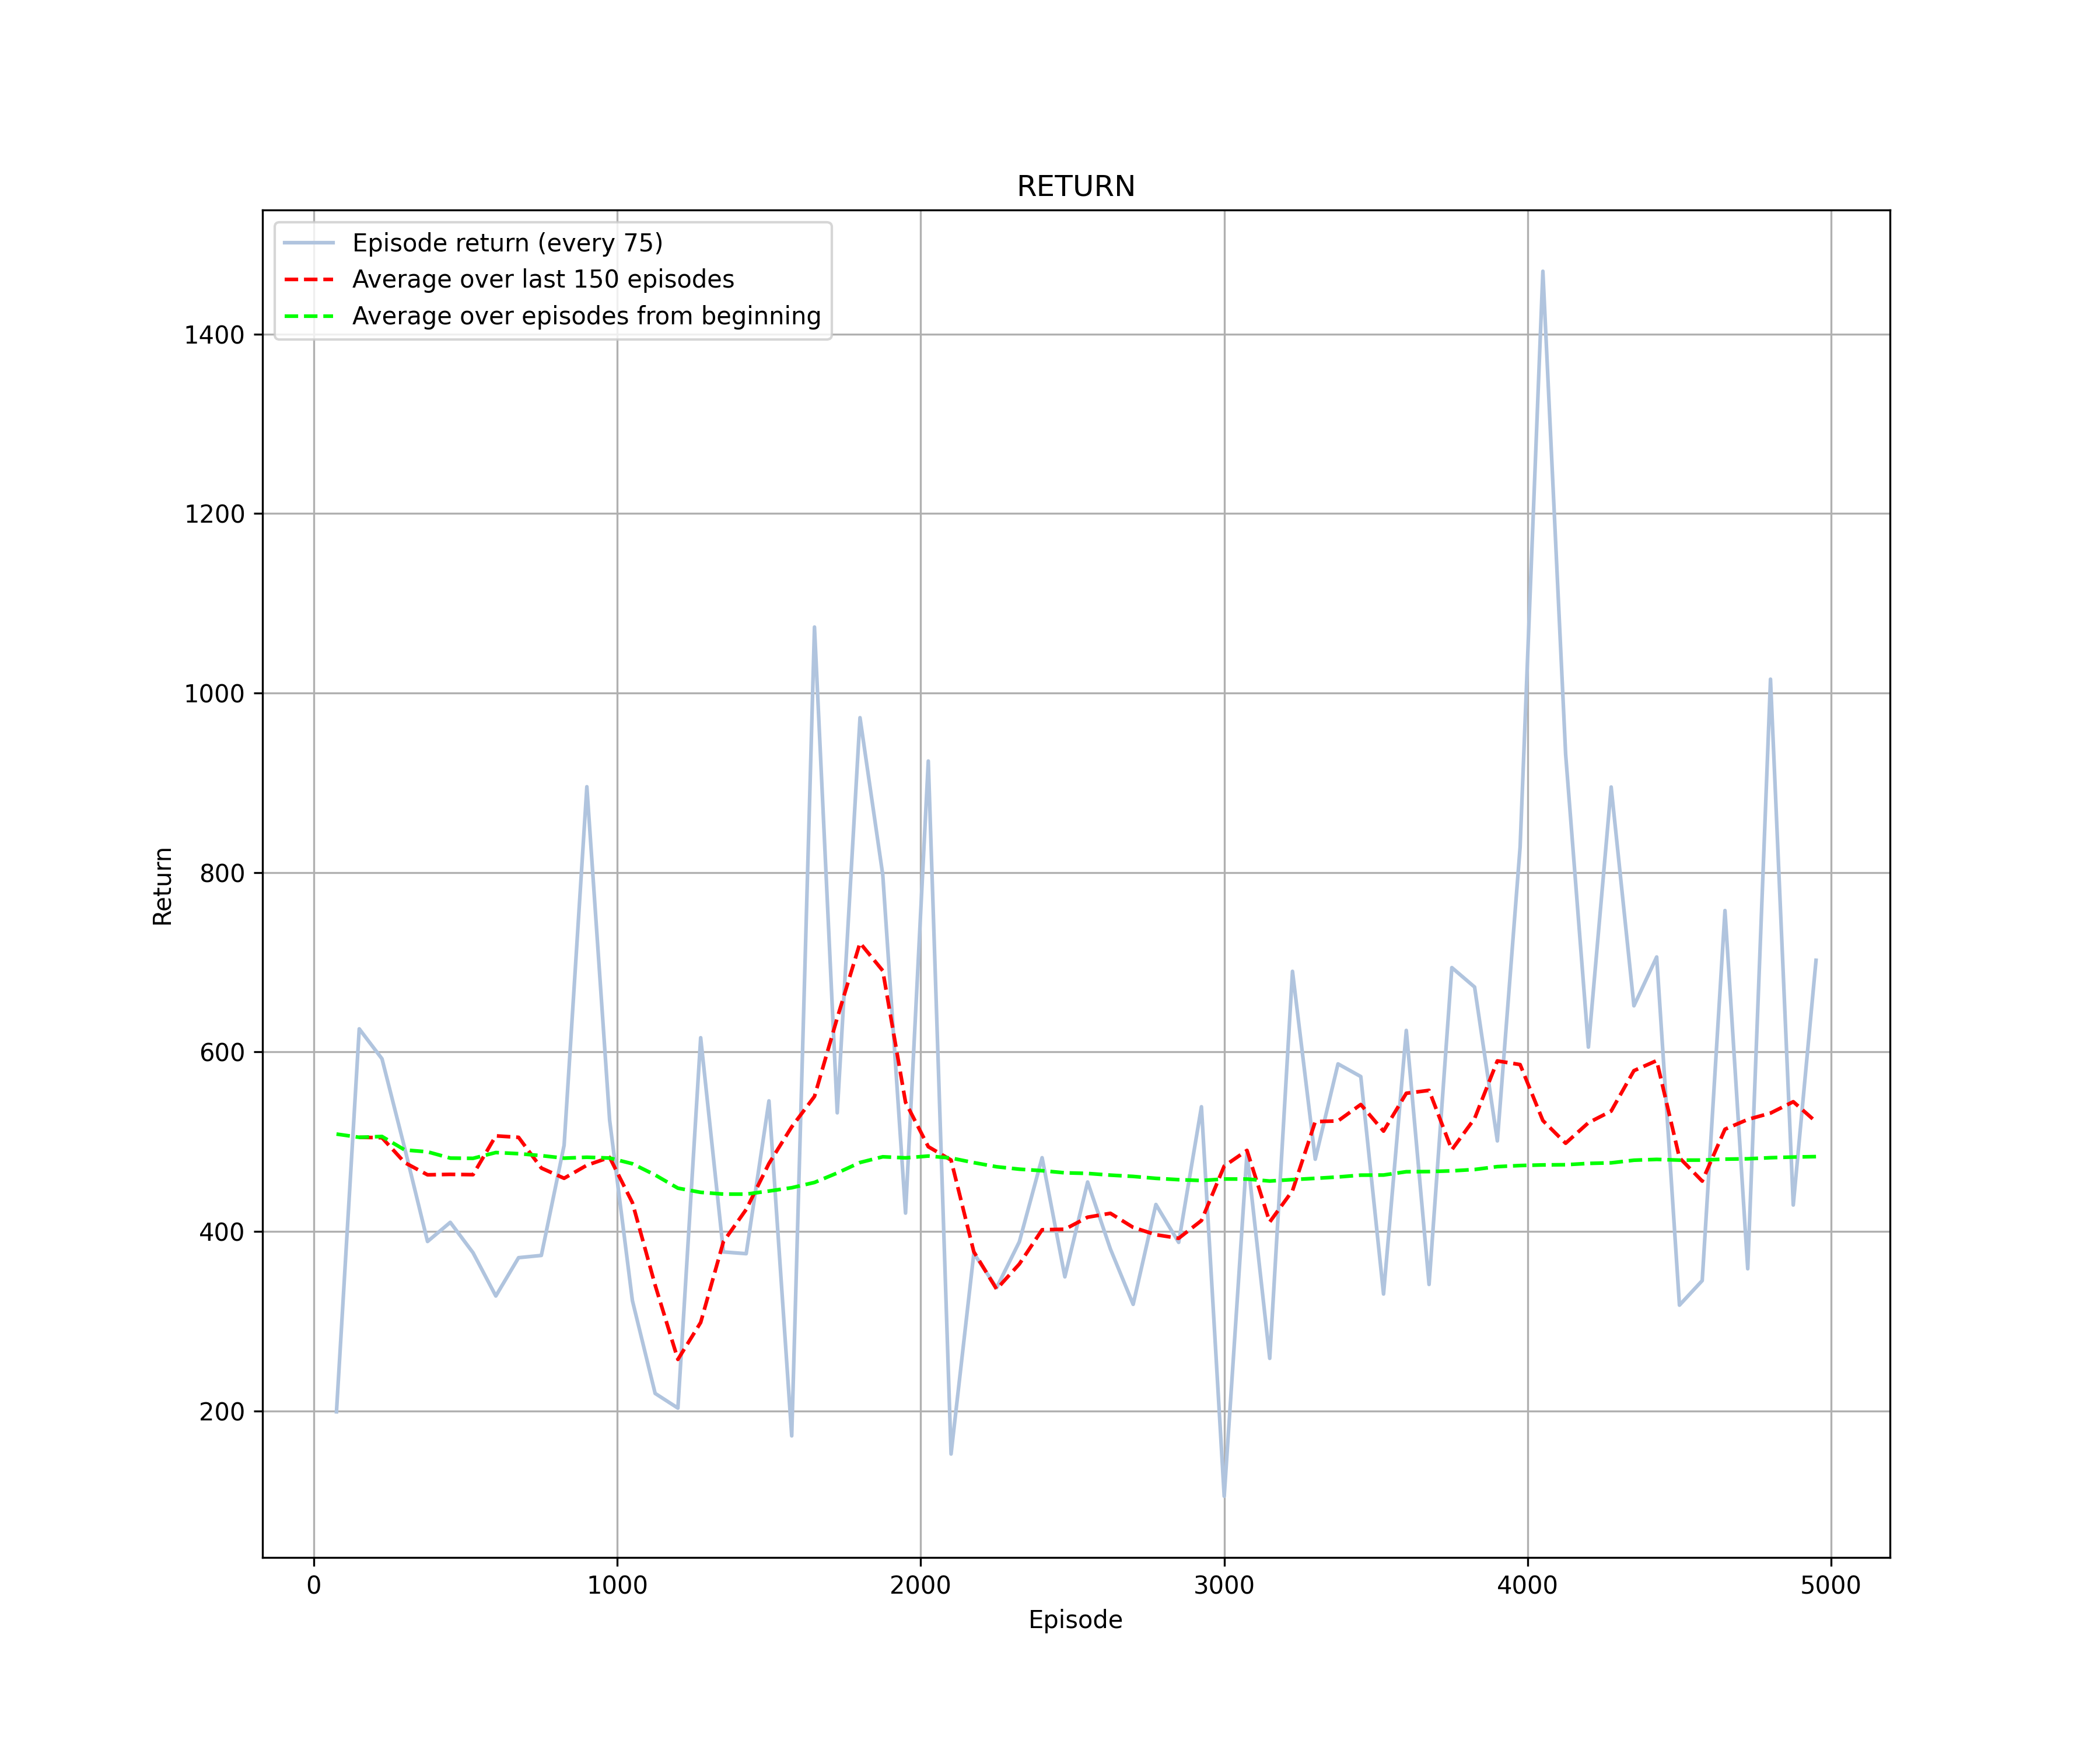 RETURN
Episode return (every 75)
Average over last 150 episodes
Average over episodes from beginning
1400
1200
1000
800
600
400
200
Return
0 1000 2000 3000 4000 5000
Episode